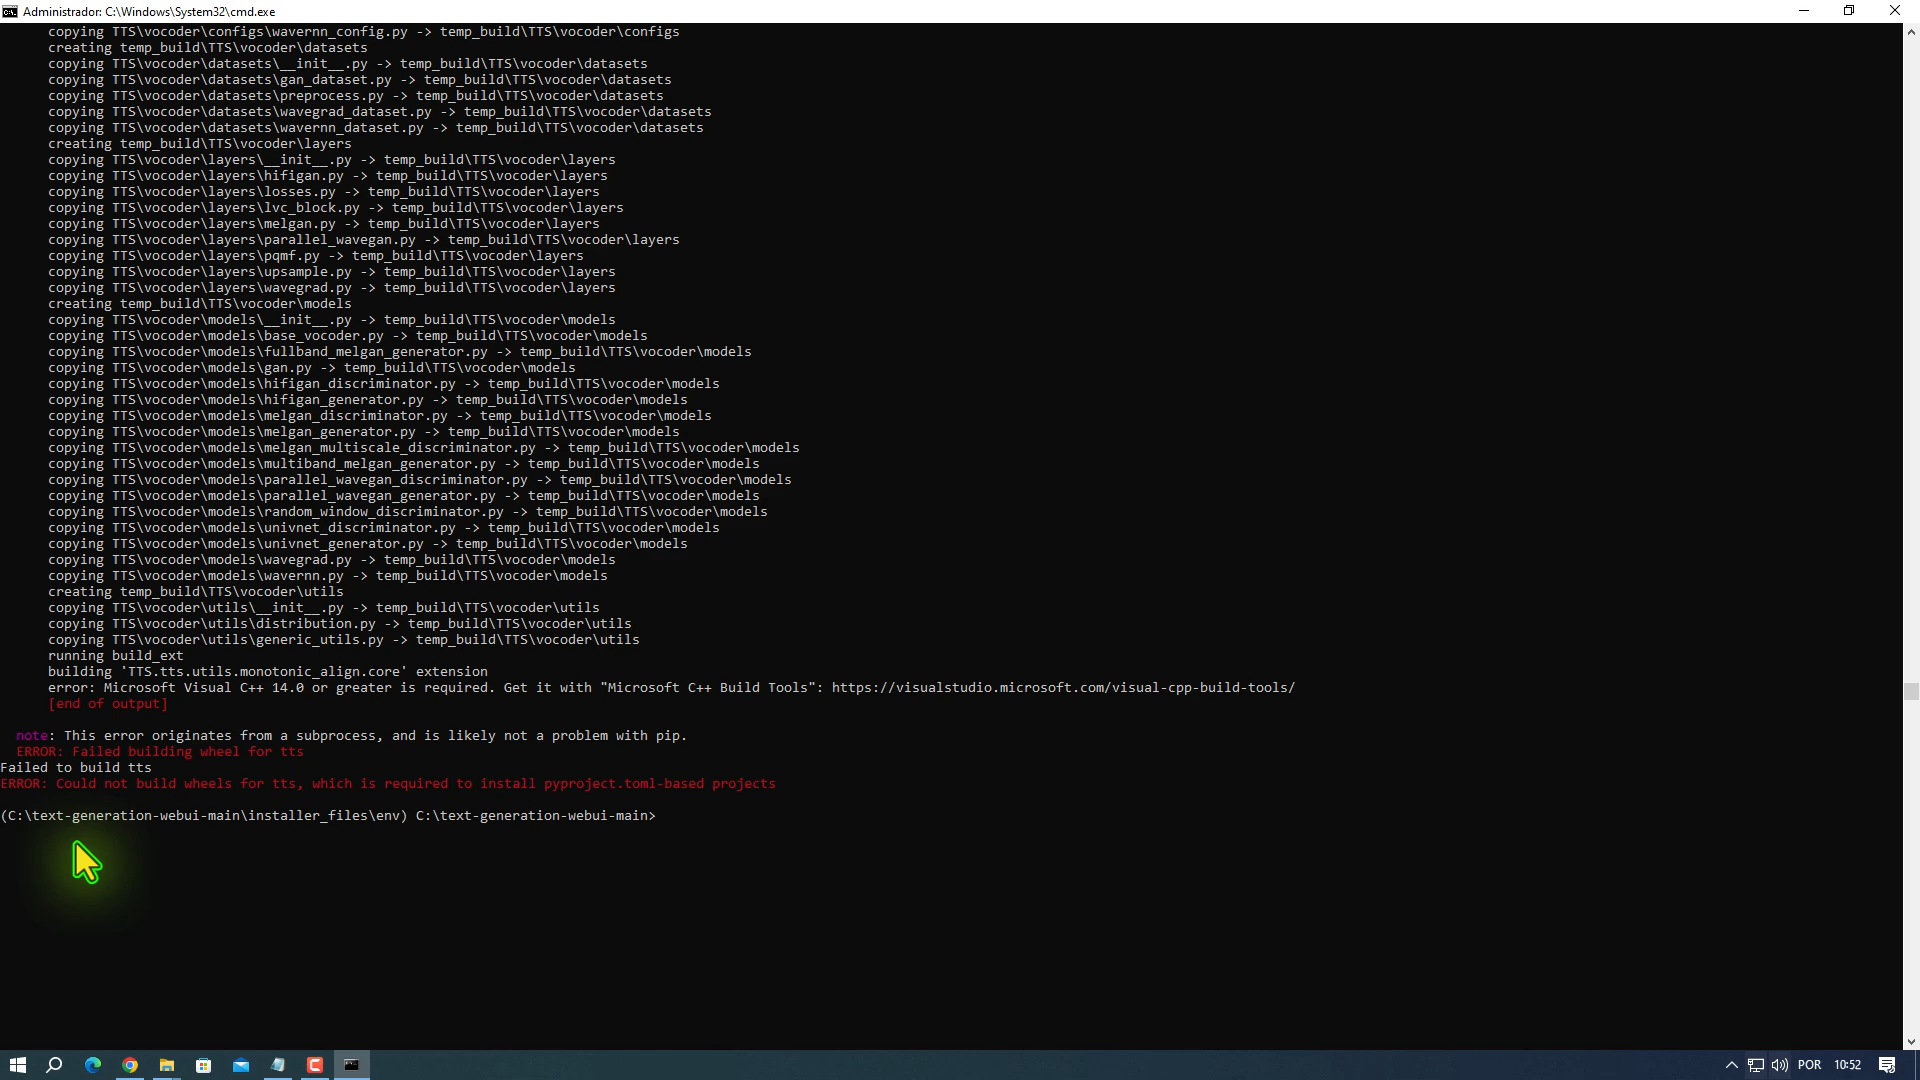 Administrador: C:\Windows\System32\cmd.exe
copying TTS\vocoder\configs\wavernn_config.py -> temp_build\TTS\vocoder\configs
creating temp_build\TTS\vocoder\datasets
copying TTS\vocoder\datasets\__init__.py -> temp_build\TTS\vocoder\datasets
copying TTS\vocoder\datasets\gan_dataset.py -> temp_build\TTS\vocoder\datasets
copying TTS\vocoder\datasets\preprocess.py -> temp_build\TTS\vocoder\datasets
copying TTS\vocoder\datasets\wavegrad_dataset.py -> temp_build\TTS\vocoder\datasets
copying TTS\vocoder\datasets\wavernn_dataset.py -> temp_build\TTS\vocoder\datasets
creating temp_build\TTS\vocoder\layers
copying TTS\vocoder\layers\__init__.py -> temp_build\TTS\vocoder\layers
copying TTS\vocoder\layers\hifigan.py -> temp_build\TTS\vocoder\layers
copying TTS\vocoder\layers\losses.py -> temp_build\TTS\vocoder\layers
copying TTS\vocoder\layers\lvc_block.py -> temp_build\TTS\vocoder\layers
copying TTS\vocoder\layers\melgan.py -> temp_build\TTS\vocoder\layers
copying TTS\vocoder\layers\parallel_wavegan.py -> temp_build\TTS\vocoder\layers
copying TTS\vocoder\layers\pqmf.py -> temp_build\TTS\vocoder\layers
copying TTS\vocoder\layers\upsample.py -> temp_build\TTS\vocoder\layers
copying TTS\vocoder\layers\wavegrad.py -> temp_build\TTS\vocoder\layers
creating temp_build\TTS\vocoder\models
copying TTS\vocoder\models\__init__.py -> temp_build\TTS\vocoder\models
copying TTS\vocoder\models\base_vocoder.py -> temp_build\TTS\vocoder\models
copying TTS\vocoder\models\fullband_melgan_generator.py -> temp_build\TTS\vocoder\models
copying TTS\vocoder\models\gan.py -> temp_build\TTS\vocoder\models
copying TTS\vocoder\models\hifigan_discriminator.py -> temp_build\TTS\vocoder\models
copying TTS\vocoder\models\hifigan_generator.py -> temp_build\TTS\vocoder\models
copying TTS\vocoder\models\melgan_discriminator.py -> temp_build\TTS\vocoder\models
copying TTS\vocoder\models\melgan_generator.py -> temp_build\TTS\vocoder\models
copying TTS\vocoder\models\melgan_multiscale_discriminator.py -> temp_build\TTS\vocoder\models
copying TTS\vocoder\models\multiband_melgan_generator.py -> temp_build\TTS\vocoder\models
copying TTS\vocoder\models\parallel_wavegan_discriminator.py -> temp_build\TTS\vocoder\models
copying TTS\vocoder\models\parallel_wavegan_generator.py -> temp_build\TTS\vocoder\models
copying TTS\vocoder\models\random_window_discriminator.py -> temp_build\TTS\vocoder\models
copying TTS\vocoder\models\univnet_discriminator.py -> temp_build\TTS\vocoder\models
copying TTS\vocoder\models\univnet_generator.py -> temp_build\TTS\vocoder\models
copying TTS\vocoder\models\wavegrad.py -> temp_build\TTS\vocoder\models
copying TTS\vocoder\models\wavernn.py -> temp_build\TTS\vocoder\models
creating temp_build\TTS\vocoder\utils
copying TTS\vocoder\utils\__init__.py -> temp_build\TTS\vocoder\utils
copying TTS\vocoder\utils\distribution.py -> temp_build\TTS\vocoder\utils
copying TTS\vocoder\utils\generic_utils.py -> temp_build\TTS\vocoder\utils
running build_ext
building 'TTS.tts.utils.monotonic_align.core' extension
error: Microsoft Visual C++ 14.0 or greater is required. Get it with "Microsoft C++ Build Tools": https://visualstudio.microsoft.com/visual-cpp-build-tools/
[end of output]
note: This error originates from a subprocess, and is likely not a problem with pip.
ERROR: Failed building wheel for tts
Failed to build tts
ERROR: Could not build wheels for tts, which is required to install pyproject.toml-based projects
(C:\text-generation-webui-main\installer_files\env) C:\text-generation-webui-main>
POR 10:52